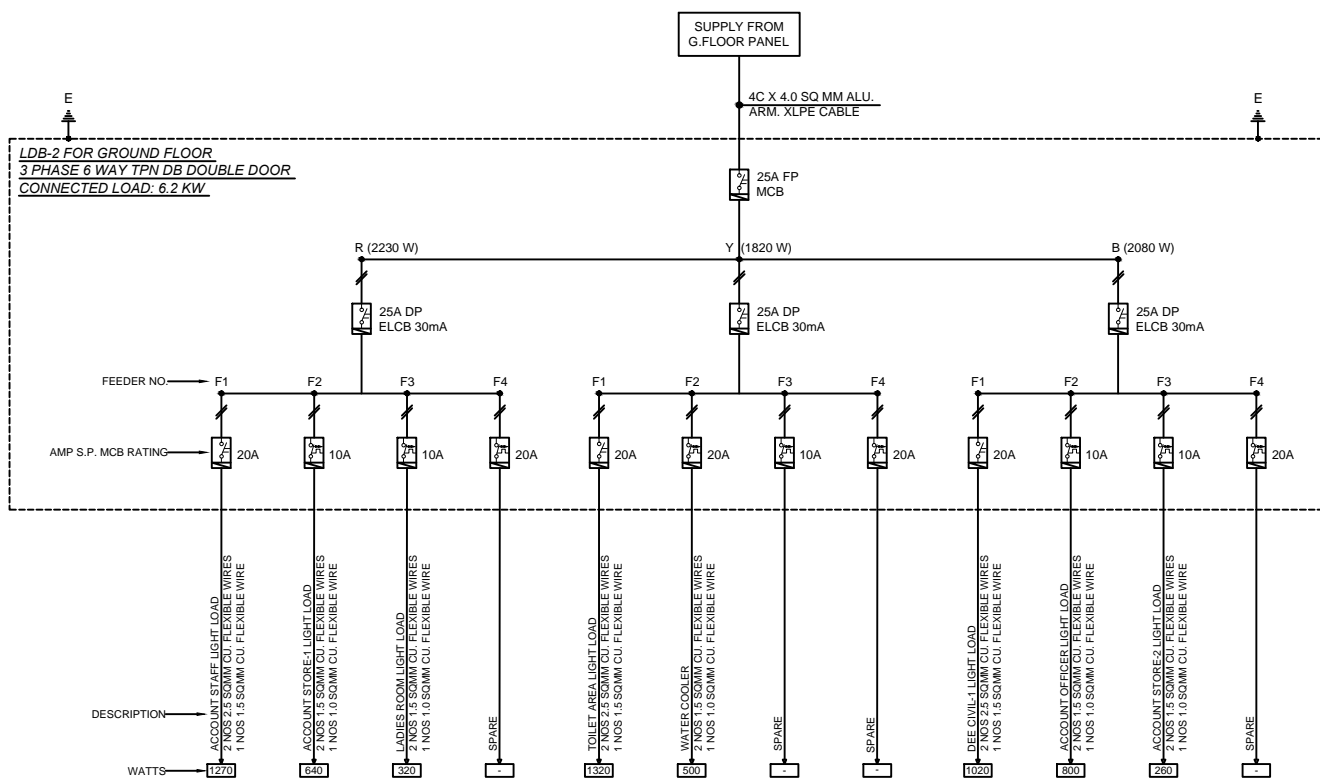 SUPPLY FROM
G.FLOOR PANEL
4C X 4.0 SQ MM ALU.
ARM. XLPE CABLE
E
E
LDB-2 FOR GROUND FLOOR
3 PHASE 6 WAY TPN DB DOUBLE DOOR
CONNECTED LOAD: 6.2 KW
25A FP
MCB
R (2230 W)
Y (1820 W)
B (2080 W)
25A DP
ELCB 30mA
25A DP
ELCB 30mA
25A DP
ELCB 30mA
FEEDER NO.
F1
F2
F3
F4
F1
F2
F3
F4
F1
F2
F3
F4
AMP S.P. MCB RATING
20A
10A
10A
20A
20A
20A
10A
20A
20A
10A
10A
20A
DESCRIPTION
ACCOUNT STAFF LIGHT LOAD
2 NOS 2.5 SQMM CU. FLEXIBLE WIRES
1 NOS 1.5 SQMM CU. FLEXIBLE WIRE
ACCOUNT STORE-1 LIGHT LOAD
2 NOS 1.5 SQMM CU. FLEXIBLE WIRES
1 NOS 1.0 SQMM CU. FLEXIBLE WIRE
LADIES ROOM LIGHT LOAD
2 NOS 1.5 SQMM CU. FLEXIBLE WIRES
1 NOS 1.0 SQMM CU. FLEXIBLE WIRE
SPARE
TOILET AREA LIGHT LOAD
2 NOS 2.5 SQMM CU. FLEXIBLE WIRES
1 NOS 1.5 SQMM CU. FLEXIBLE WIRE
WATER COOLER
2 NOS 1.5 SQMM CU. FLEXIBLE WIRES
1 NOS 1.0 SQMM CU. FLEXIBLE WIRE
SPARE
SPARE
DEE CIVIL-1 LIGHT LOAD
2 NOS 2.5 SQMM CU. FLEXIBLE WIRES
1 NOS 1.5 SQMM CU. FLEXIBLE WIRE
ACCOUNT OFFICER LIGHT LOAD
2 NOS 1.5 SQMM CU. FLEXIBLE WIRES
1 NOS 1.0 SQMM CU. FLEXIBLE WIRE
ACCOUNT STORE-2 LIGHT LOAD
2 NOS 1.5 SQMM CU. FLEXIBLE WIRES
1 NOS 1.0 SQMM CU. FLEXIBLE WIRE
SPARE
WATTS
1270
640
320
-
1320
500
-
-
1020
800
260
-